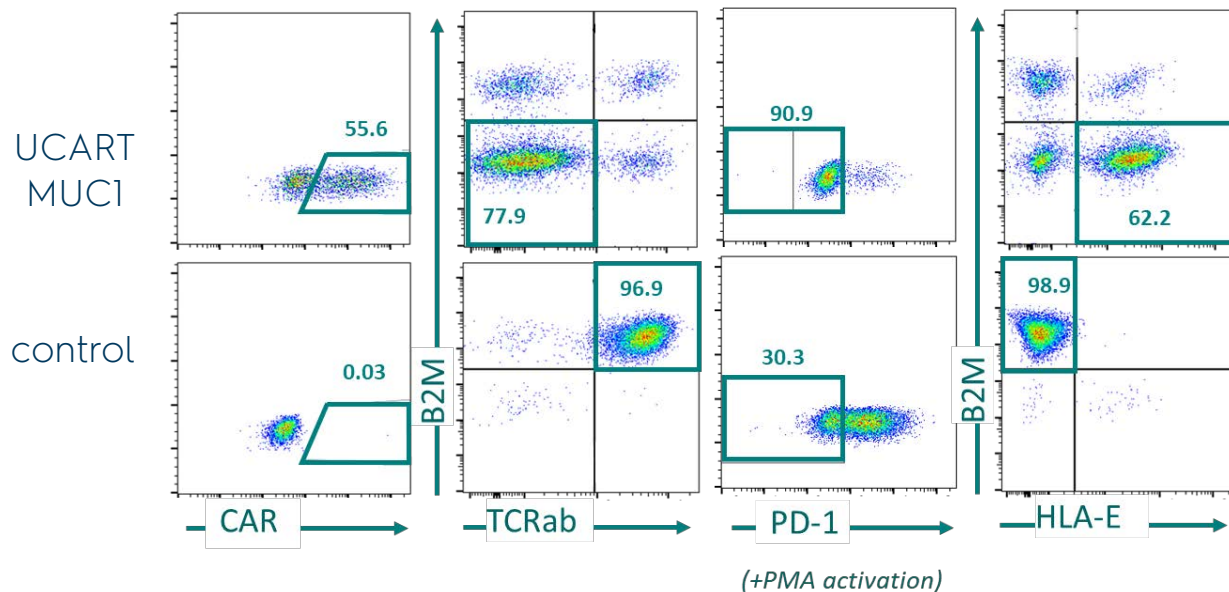 UCART
MUC1
55.6
77.9
90.9
62.2
control
0.03
96.9
30.3
98.9
B2M
B2M
CAR
TCRab
PD-1
HLA-E
(+PMA activation)